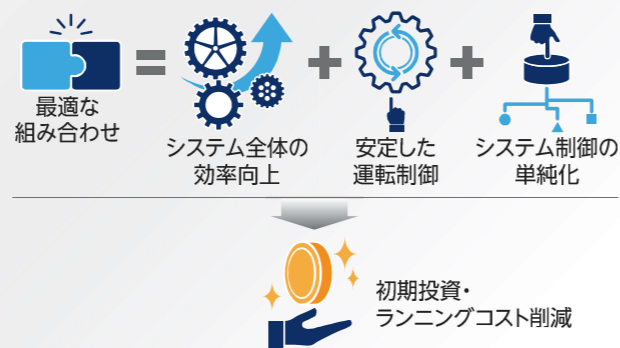 最適な
組み合わせ
システム全体の
効率向上
安定した
運転制御
システム制御の
単純化
初期投資・
ランニングコスト削減